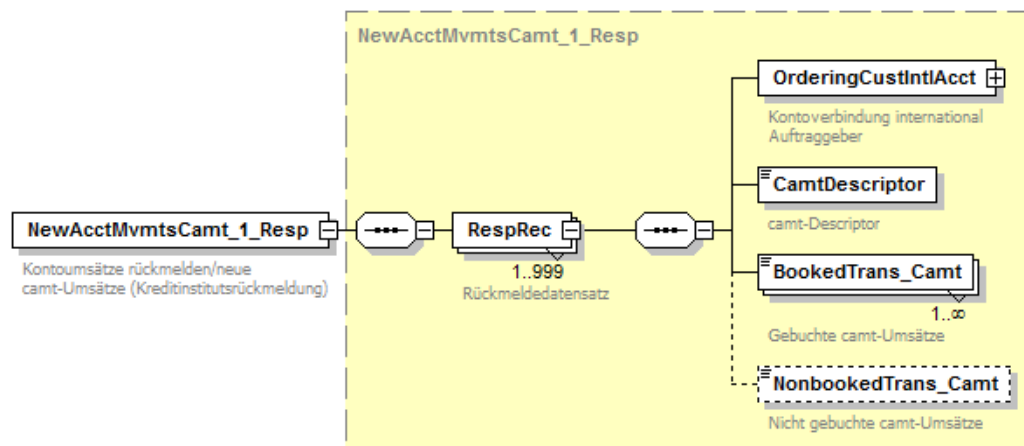 NewAcctMvmtsCamt_1_Resp
OrderingCustIntlAcct
Kontoverbindung international
Auftraggeber
CamtDescriptor
camt-Descriptor
NewAcctMvmtsCamt_1_Resp
Kontoumsätze rückmelden/neue
camt-Umsätze (Kreditinstitutsrückmeldung)
RespRec
1..999
Rückmeldedatensatz
BookedTrans_Camt
1..∞
Gebuchte camt-Umsätze
NonbookedTrans_Camt
Nicht gebuchte camt-Umsätze